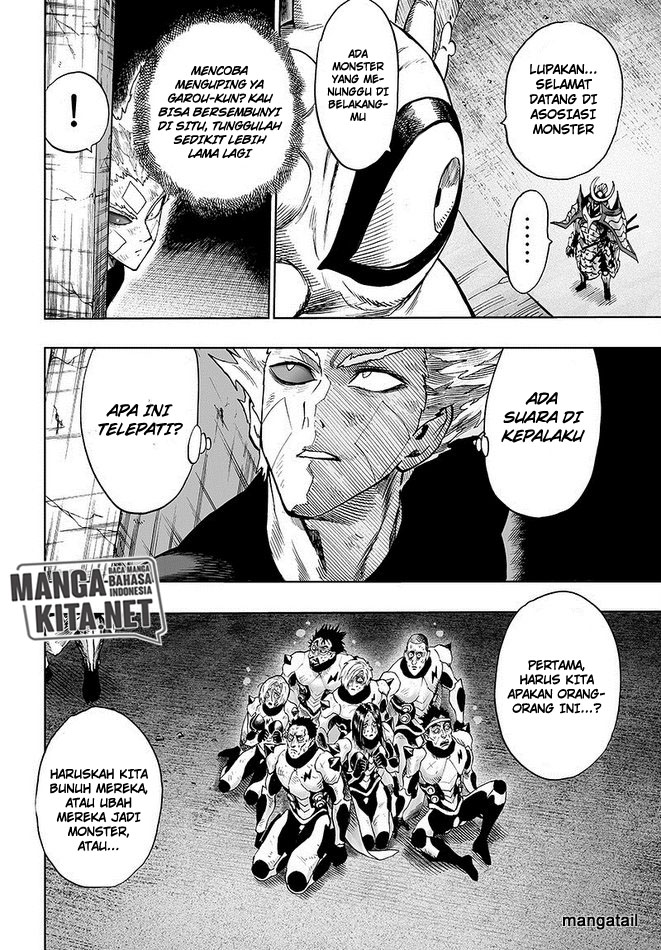 LUPAKAN...
SELAMAT
DATANG DI
ASOSIASI
MONSTER
......
ADA
MONSTER
YANG ME-
NUNGGU DI
BELAKANG-
MU
MENCOBA
MENGUPING YA
GAROU-KUN? KAU
BISA BERSEMBUNYI
DI SITU, TUNGGULAH
SEDIKIT LEBIH
LAMA LAGI
!
ADA
SUARA DI
KEPALAKU
APA INI
TELEPATI?
MANGA
KITA.NET
BACA MANGA
BAHASA
INDONESIA
PERTAMA,
HARUS KITA
APAKAN ORANG-
ORANG INI...?
HARUSKAH KITA
BUNUH MEREKA,
ATAU UBAH
MEREKA JADI
MONSTER,
ATAU...
mangatail